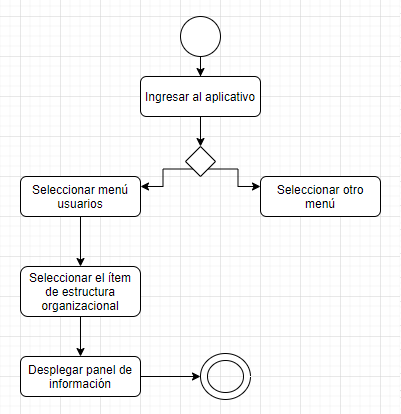 Ingresar al aplicativo
Seleccionar menú
usuarios
Seleccionar otro
menú
Seleccionar el ítem
de estructura
organizacional
Desplegar panel de
información